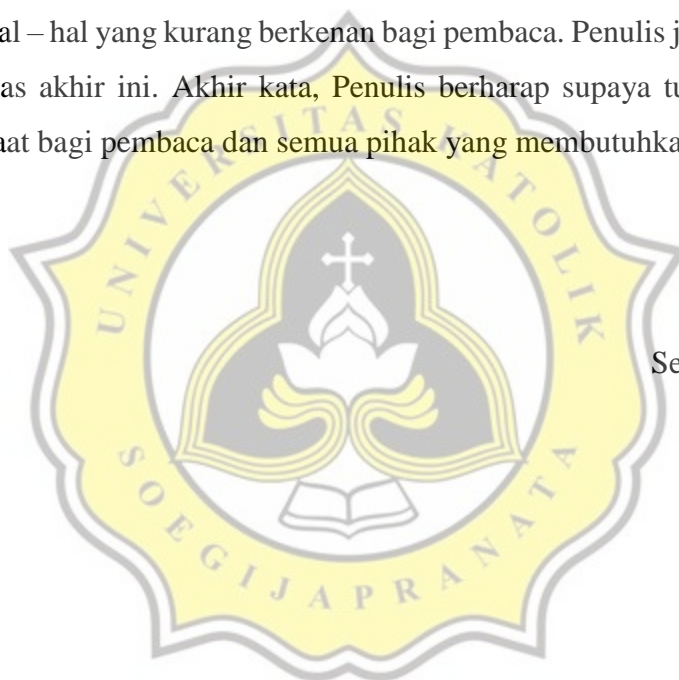 al – hal yang kurang berkenan bagi pembaca. Penulis j
as akhir ini. Akhir kata, Penulis berharap supaya tu
aat bagi pembaca dan semua pihak yang membutuhka
UNIVERSITAS KATOLIK
Se
SOEGIJAPRANATA